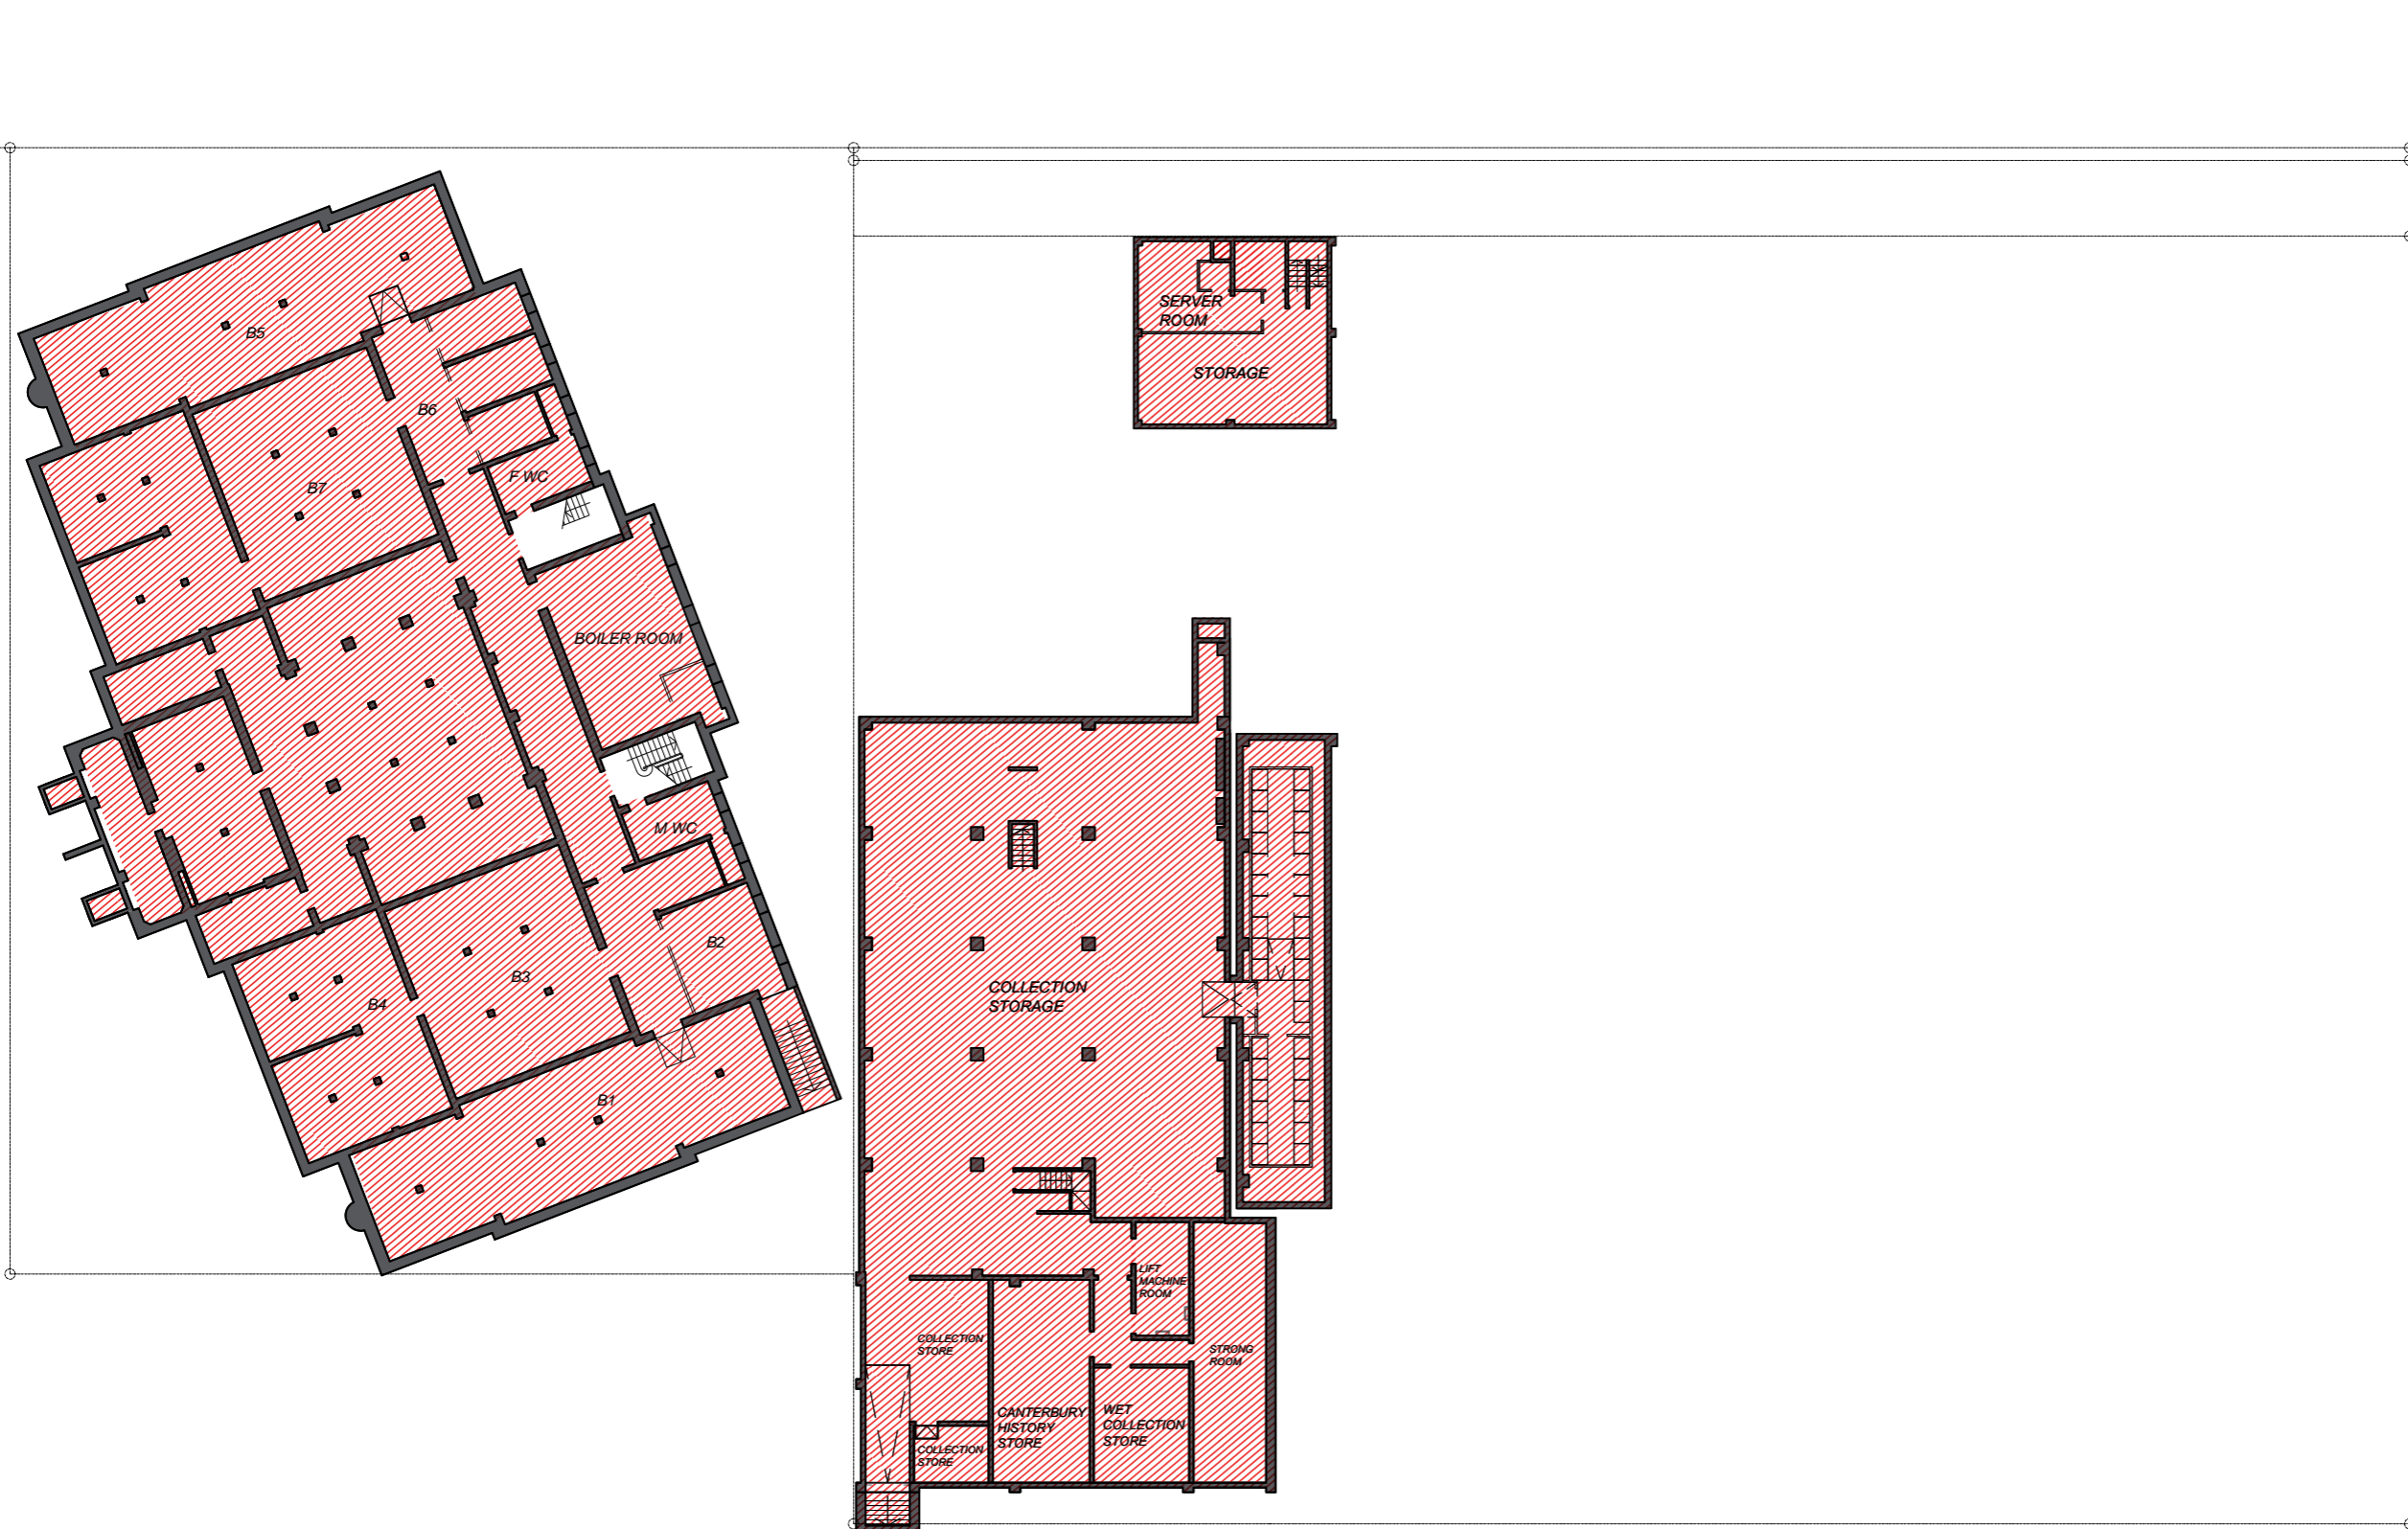 B5
B6
B7
F WC
BOILER ROOM
M WC
B2
B3
B4
B1
SERVER
ROOM
STORAGE
COLLECTION
STORAGE
LIFT
MACHINE
ROOM
COLLECTION
STORE
STRONG
ROOM
CANTERBURY
HISTORY
STORE
WET
COLLECTION
STORE
COLLECTION
STORE